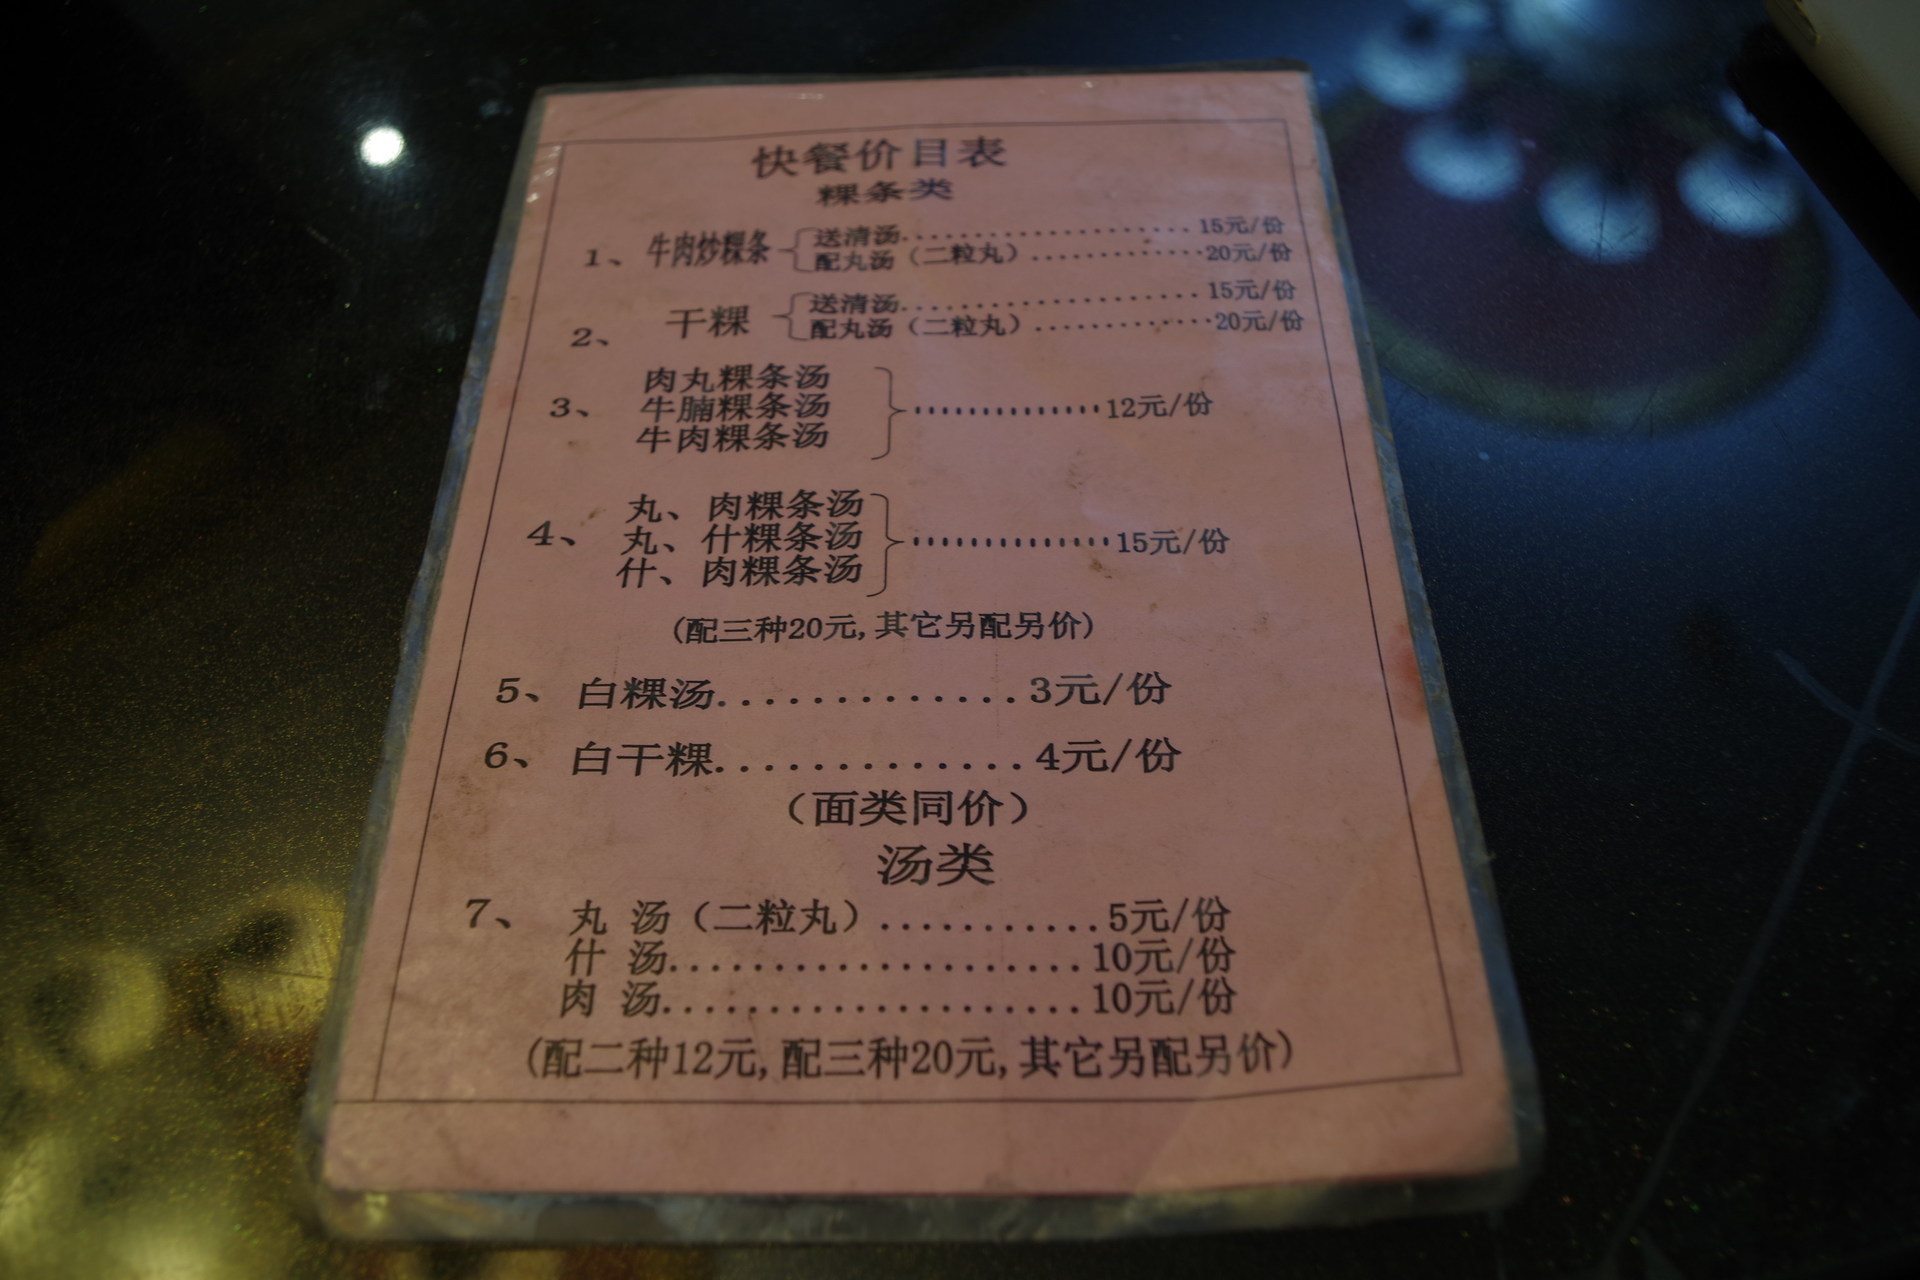 快餐价目表
粿条类
1、牛肉炒粿条 送清汤....................15元/份
配丸汤（二粒丸）.............20元/份
2、干粿 送清汤....................15元/份
配丸汤（二粒丸）.............20元/份
肉丸粿条汤
3、牛腩粿条汤..............12元/份
牛肉粿条汤
丸、肉粿条汤
4、丸、什粿条汤..............15元/份
什、肉粿条汤
(配三种20元,其它另配另价)
5、白粿汤.............3元/份
6、白干粿.............4元/份
（面类同价）
汤类
7、丸 汤（二粒丸）...........5元/份
什 汤....................10元/份
肉 汤....................10元/份
(配二种12元,配三种20元,其它另配另价)